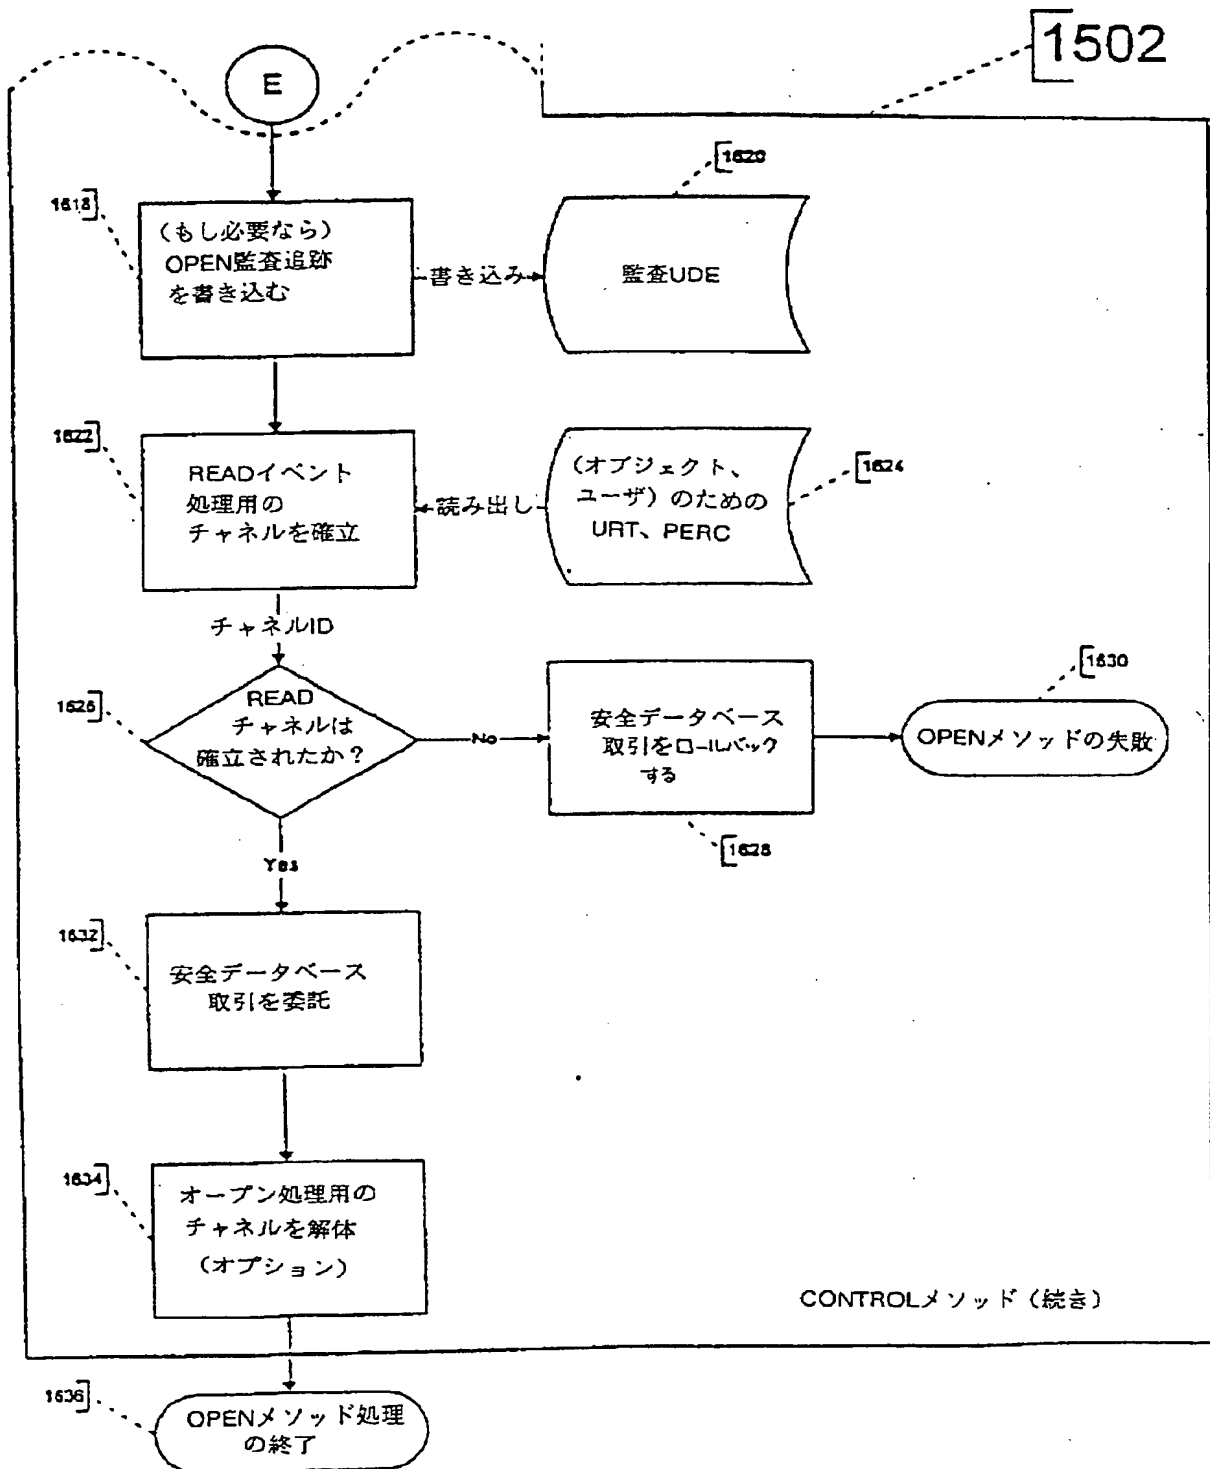 1502
E
1618
(もし必要なら)
OPEN監査追跡
を書き込む
書き込み
1620
監査UDE
1622
READイベント
処理用の
チャネルを確立
読み出し
(オブジェクト、
ユーザ)のための
URT、PERC
1624
チャネルID
1626
READ
チャネルは
確立されたか？
No
安全データベース
取引をロールバック
する
1628
1630
OPENメソッドの失敗
Yes
1632
安全データベース
取引を委託
1634
オープン処理用の
チャネルを解体
(オプション)
CONTROLメソッド(続き)
1636
OPENメソッド処理
の終了